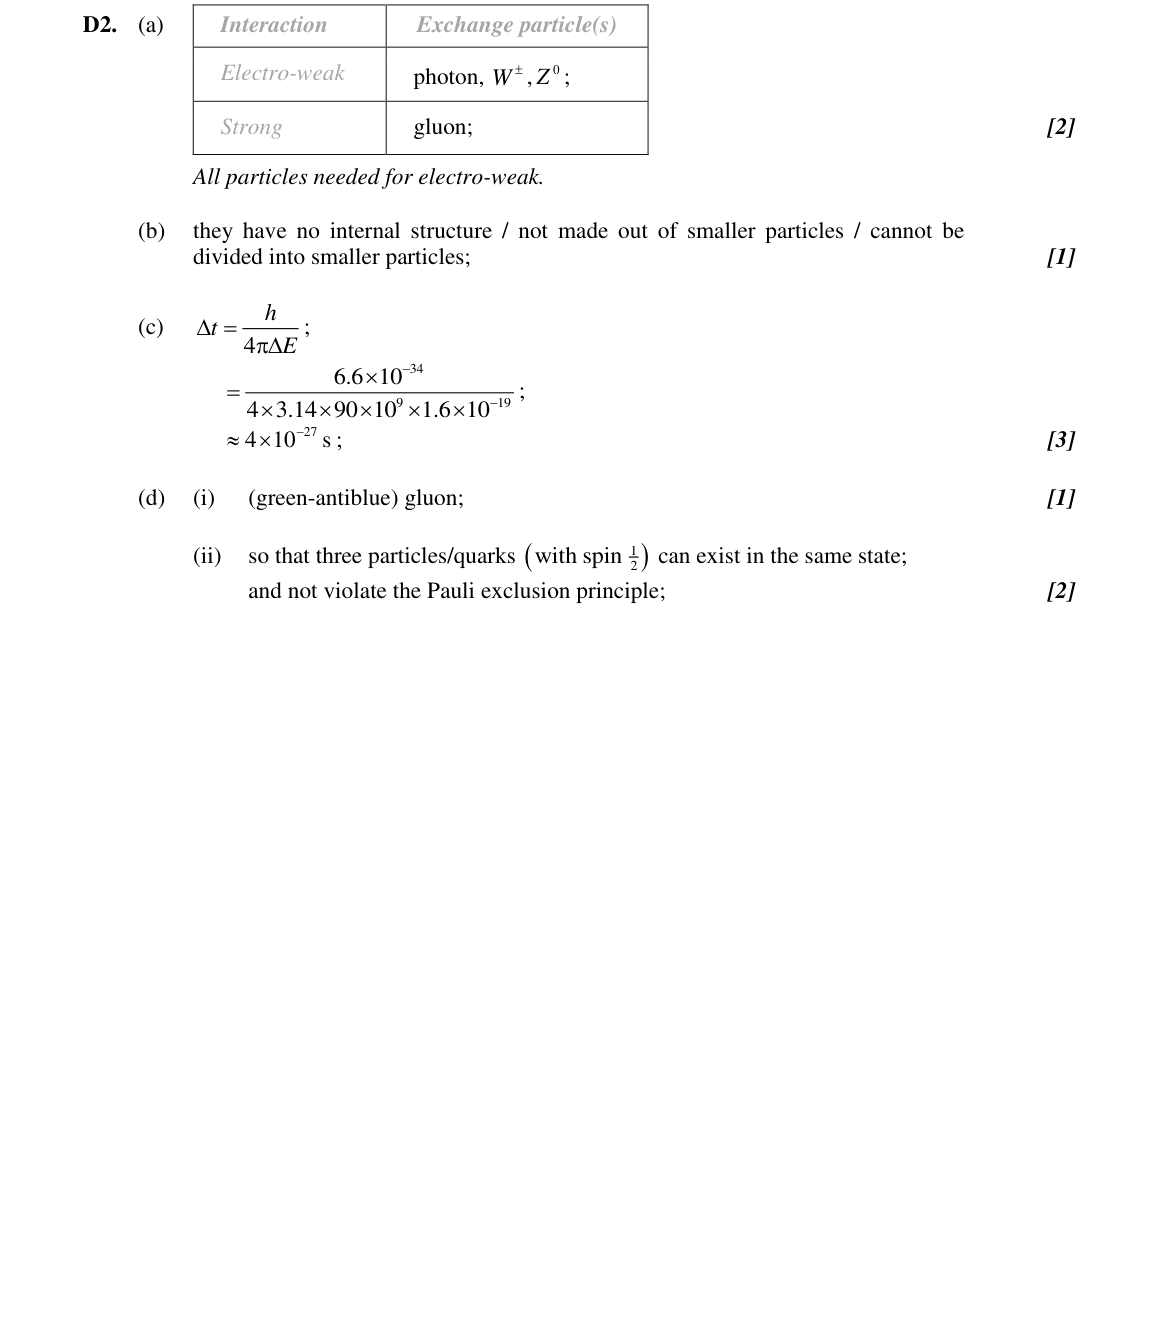 D2. (a) Interaction Exchange particle(s)
Electro-weak photon, W±, Z⁰;
Strong gluon; [2]
All particles needed for electro-weak.
(b) they have no internal structure / not made out of smaller particles / cannot be
divided into smaller particles; [1]
(c) Δt = h / 4πΔE ;
= 6.6×10⁻³⁴ / 4×3.14×90×10⁹×1.6×10⁻¹⁹ ;
≈ 4×10⁻²⁷ s ; [3]
(d) (i) (green-antiblue) gluon; [1]
(ii) so that three particles/quarks (with spin ½) can exist in the same state;
and not violate the Pauli exclusion principle; [2]